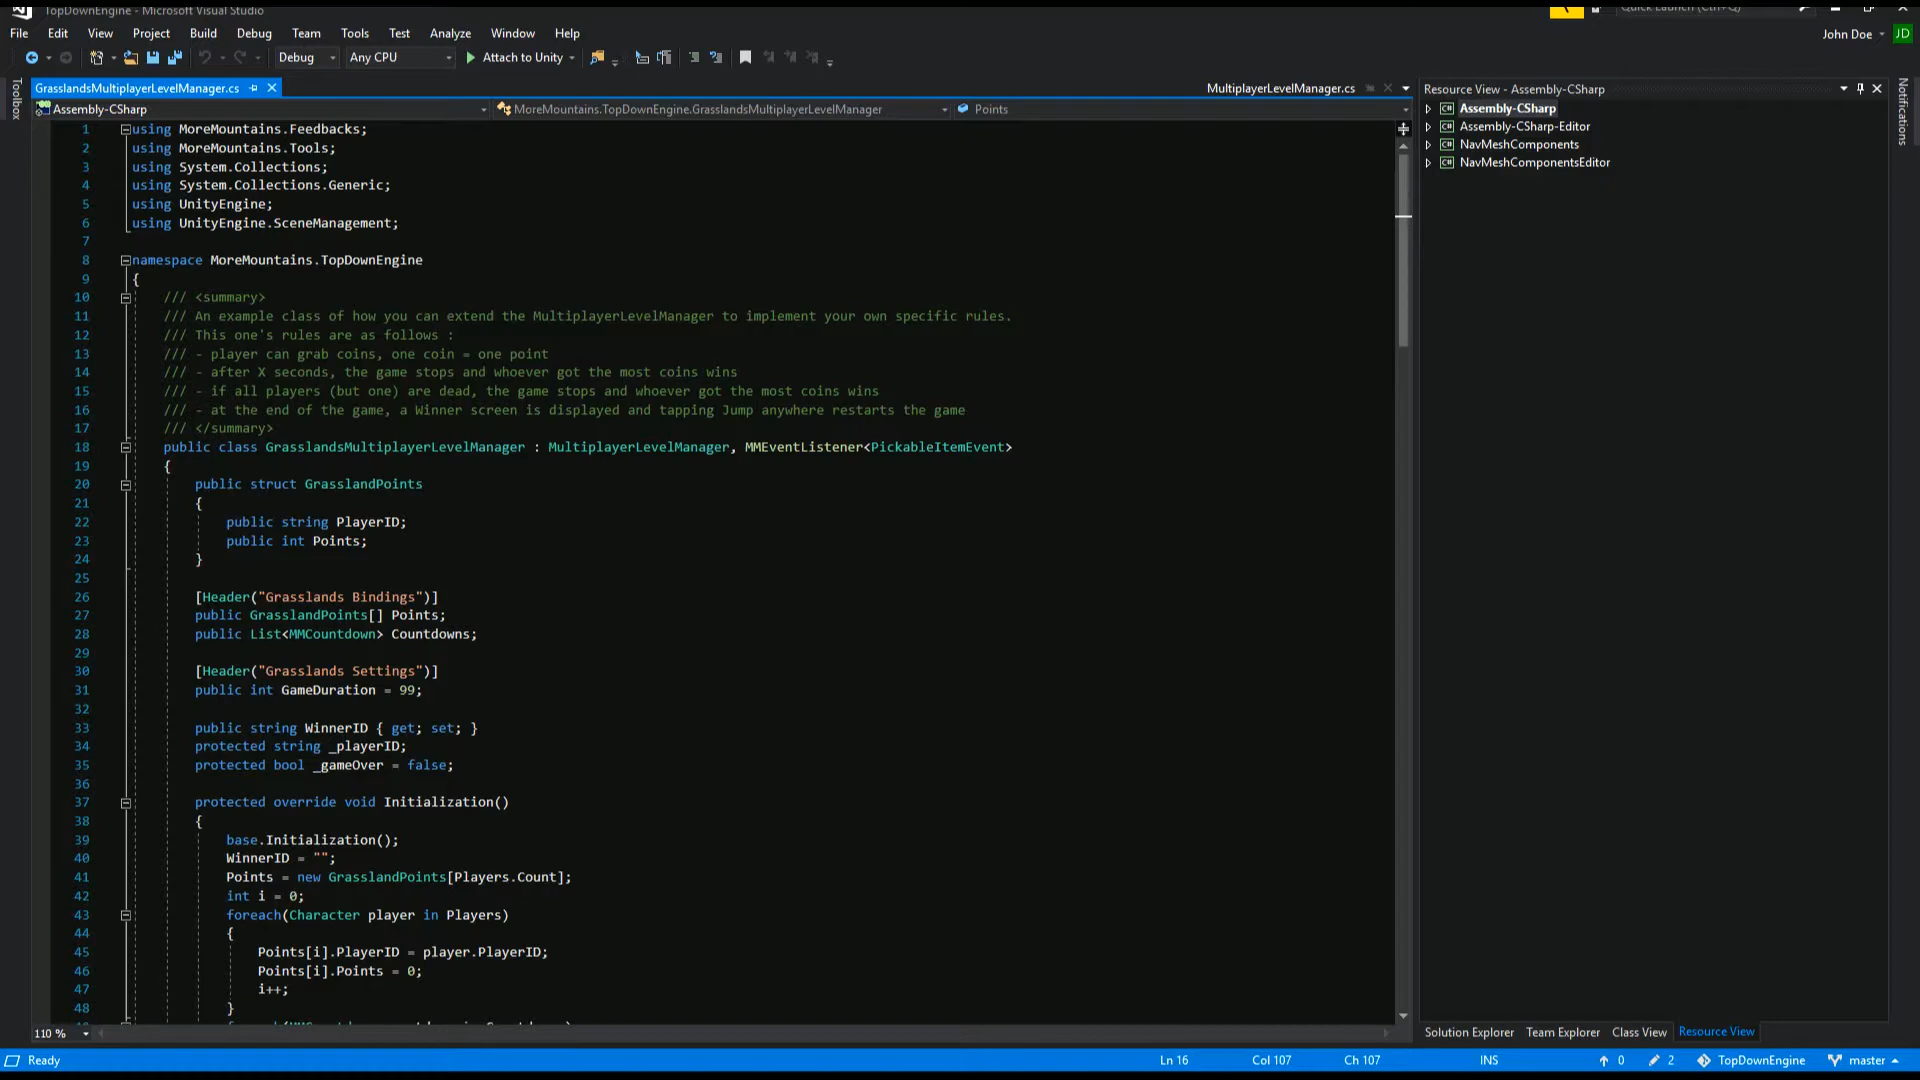 TopDownEngine - Microsoft Visual Studio
Quick Launch (Ctrl+Q)
File Edit View Project Build Debug Team Tools Test Analyze Window Help
John Doe JD
Debug Any CPU Attach to Unity
Toolbox
GrasslandsMultiplayerLevelManager.cs
MultiplayerLevelManager.cs
Assembly-CSharp
MoreMountains.TopDownEngine.GrasslandsMultiplayerLevelManager
Points
1 using MoreMountains.Feedbacks;
2 using MoreMountains.Tools;
3 using System.Collections;
4 using System.Collections.Generic;
5 using UnityEngine;
6 using UnityEngine.SceneManagement;
7
8 namespace MoreMountains.TopDownEngine
9 {
10 /// <summary>
11 /// An example class of how you can extend the MultiplayerLevelManager to implement your own specific rules.
12 /// This one's rules are as follows :
13 /// - player can grab coins, one coin = one point
14 /// - after X seconds, the game stops and whoever got the most coins wins
15 /// - if all players (but one) are dead, the game stops and whoever got the most coins wins
16 /// - at the end of the game, a Winner screen is displayed and tapping Jump anywhere restarts the game
17 /// </summary>
18 public class GrasslandsMultiplayerLevelManager : MultiplayerLevelManager, MMEventListener<PickableItemEvent>
19 {
20 public struct GrasslandPoints
21 {
22 public string PlayerID;
23 public int Points;
24 }
25
26 [Header("Grasslands Bindings")]
27 public GrasslandPoints[] Points;
28 public List<MMCountdown> Countdowns;
29
30 [Header("Grasslands Settings")]
31 public int GameDuration = 99;
32
33 public string WinnerID { get; set; }
34 protected string _playerID;
35 protected bool _gameOver = false;
36
37 protected override void Initialization()
38 {
39 base.Initialization();
40 WinnerID = "";
41 Points = new GrasslandPoints[Players.Count];
42 int i = 0;
43 foreach(Character player in Players)
44 {
45 Points[i].PlayerID = player.PlayerID;
46 Points[i].Points = 0;
47 i++;
48 }
110 %
Resource View - Assembly-CSharp
Assembly-CSharp
Assembly-CSharp-Editor
NavMeshComponents
NavMeshComponentsEditor
Notifications
Solution Explorer Team Explorer Class View Resource View
Ready
Ln 16 Col 107 Ch 107 INS
0 2 TopDownEngine master